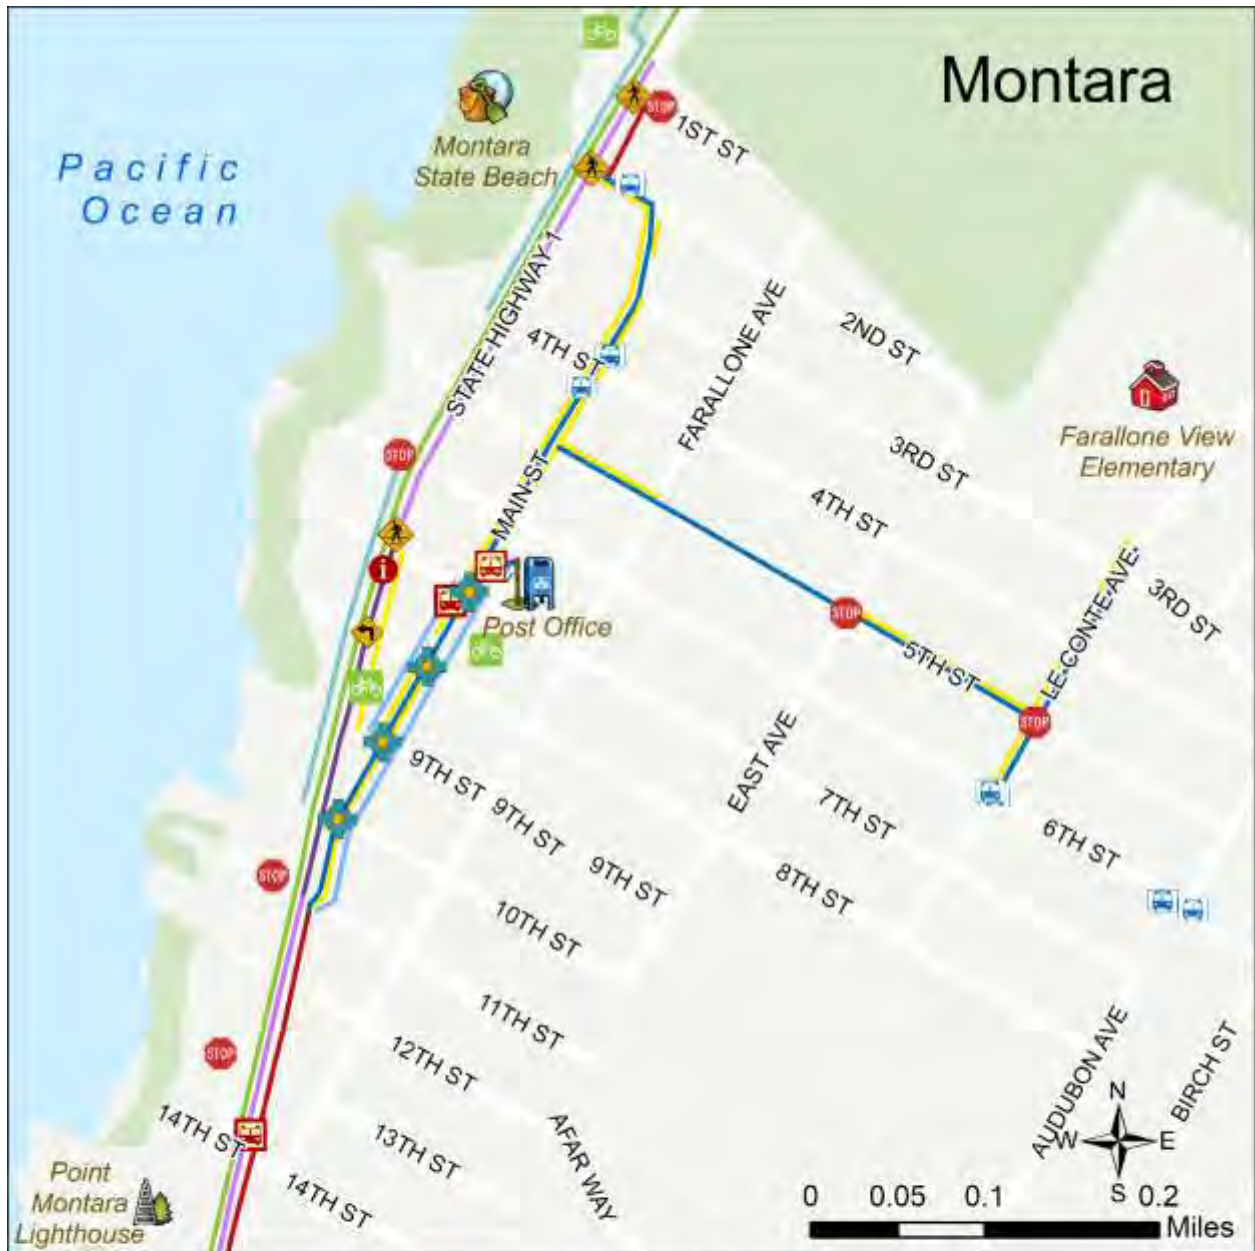 Montara
Pacific
Ocean
Montara
State Beach
STOP
1ST ST
STATE HIGHWAY 1
4TH ST
FARALLONE AVE
2ND ST
Farallone View
Elementary
3RD ST
4TH ST
STOP
MAIN ST
i
Post Office
STOP
5TH ST
LE CONTE AVE
3RD ST
STOP
9TH ST
9TH ST
9TH ST
EAST AVE
7TH ST
8TH ST
6TH ST
STOP
10TH ST
11TH ST
12TH ST
13TH ST
14TH ST
14TH ST
STOP
AFAR WAY
AUDUBON AVE
BIRCH ST
N
W
E
S
Point
Montara
Lighthouse
0 0.05 0.1 0.2
Miles